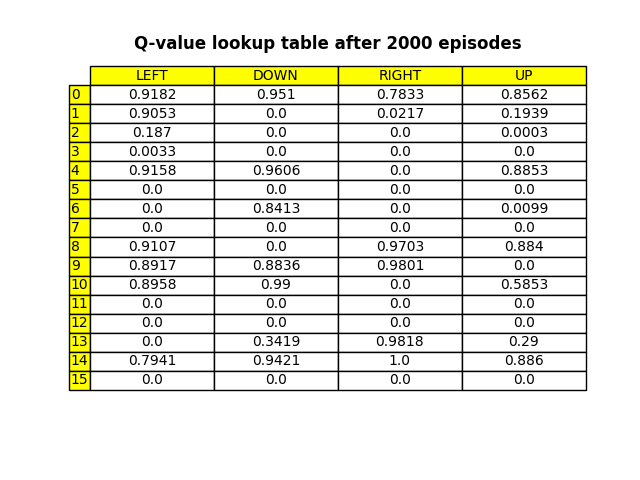 Q-value lookup table after 2000 episodes
LEFT DOWN RIGHT UP
0 0.9182 0.951 0.7833 0.8562
1 0.9053 0.0 0.0217 0.1939
2 0.187 0.0 0.0 0.0003
3 0.0033 0.0 0.0 0.0
4 0.9158 0.9606 0.0 0.8853
5 0.0 0.0 0.0 0.0
6 0.0 0.8413 0.0 0.0099
7 0.0 0.0 0.0 0.0
8 0.9107 0.0 0.9703 0.884
9 0.8917 0.8836 0.9801 0.0
10 0.8958 0.99 0.0 0.5853
11 0.0 0.0 0.0 0.0
12 0.0 0.0 0.0 0.0
13 0.0 0.3419 0.9818 0.29
14 0.7941 0.9421 1.0 0.886
15 0.0 0.0 0.0 0.0